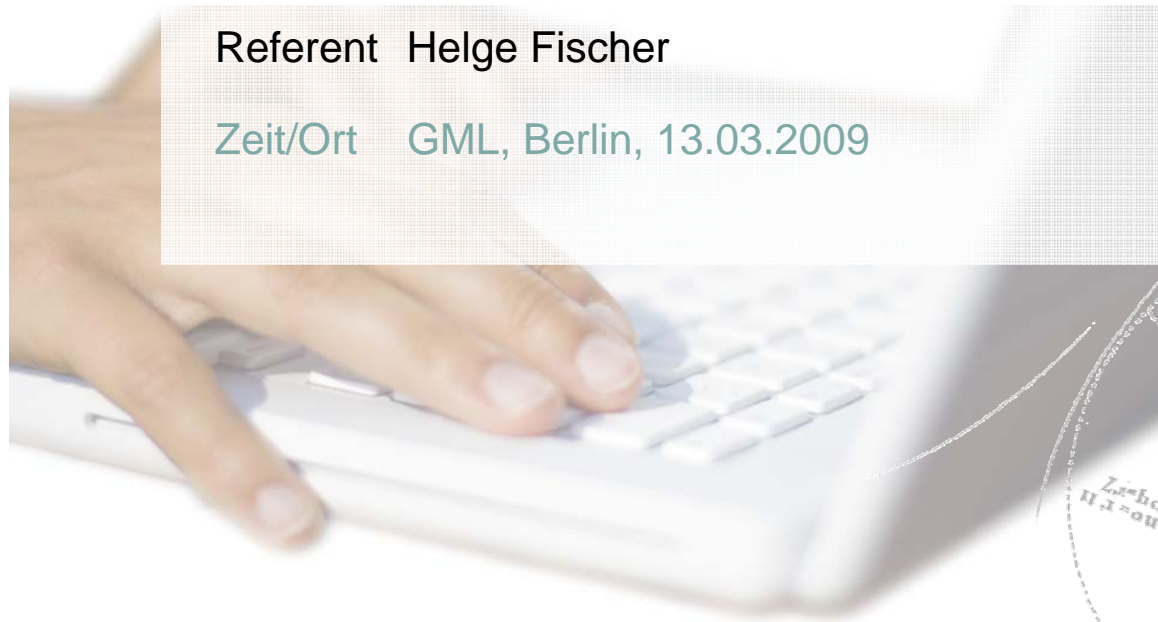 Referent Helge Fischer
Zeit/Ort GML, Berlin, 13.03.2009